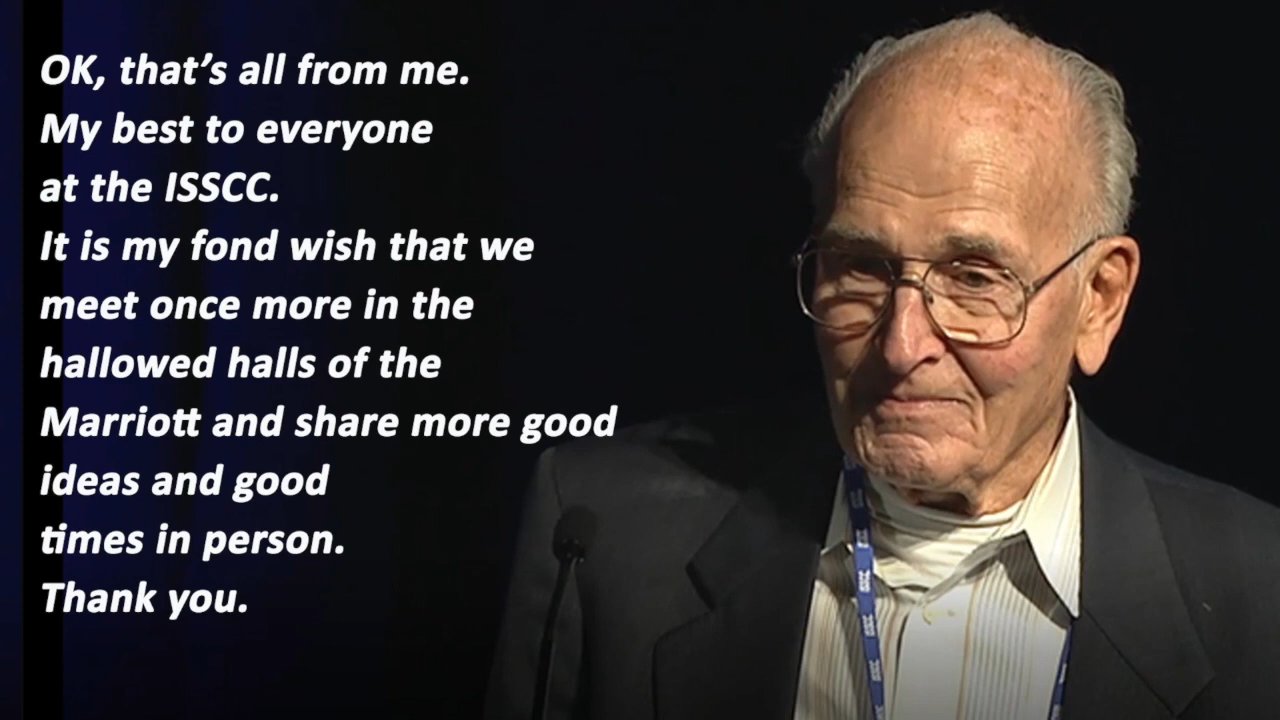 OK, that’s all from me.
My best to everyone
at the ISSCC.
It is my fond wish that we
meet once more in the
hallowed halls of the
Marriott and share more good
ideas and good
times in person.
Thank you.